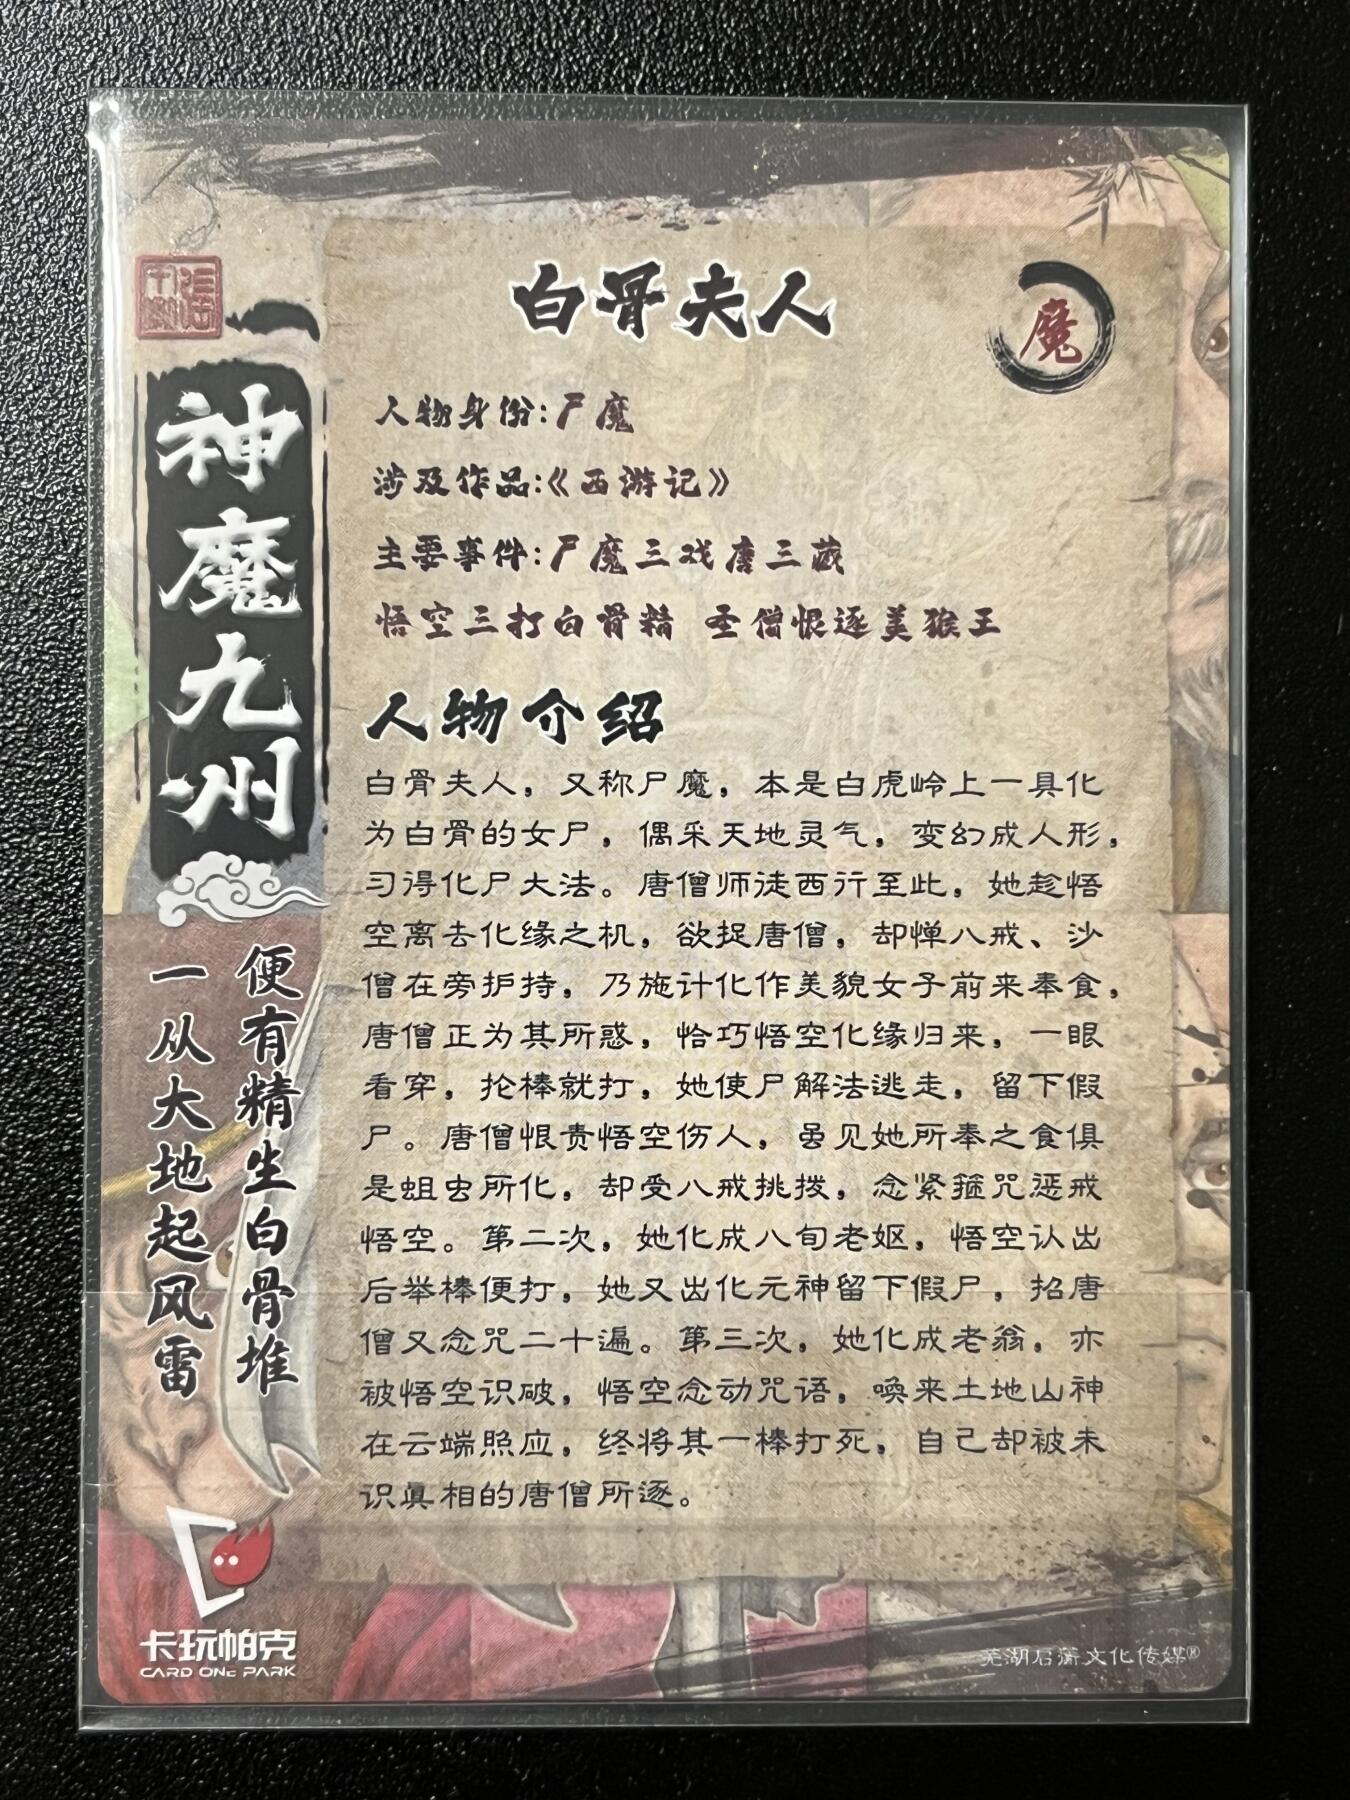 白骨夫人
魔
人物身份:尸魔
涉及作品:《西游记》
主要事件:尸魔三戏唐三藏
悟空三打白骨精 圣僧恨逐美猴王
人物介绍
白骨夫人，又称尸魔，本是白虎岭上一具化
为白骨的女尸，偶采天地灵气，变幻成人形，
习得化尸大法。唐僧师徒西行至此，她趁悟
空离去化缘之机，欲捉唐僧，却惮八戒、沙
僧在旁护持，乃施计化作美貌女子前来奉食，
唐僧正为其所惑，恰巧悟空化缘归来，一眼
看穿，抡棒就打，她使尸解法逃走，留下假
尸。唐僧恨责悟空伤人，虽见她所奉之食俱
是蛆虫所化，却受八戒挑拨，念紧箍咒惩戒
悟空。第二次，她化成八旬老妪，悟空认出
后举棒便打，她又出化元神留下假尸，招唐
僧又念咒二十遍。第三次，她化成老翁，亦
被悟空识破，悟空念动咒语，唤来土地山神
在云端照应，终将其一棒打死，自己却被未
识真相的唐僧所逐。
神魔九州
一从大地起风雷
便有精生白骨堆
卡玩帕克
CARD ONE PARK
芜湖启蒂文化传媒®